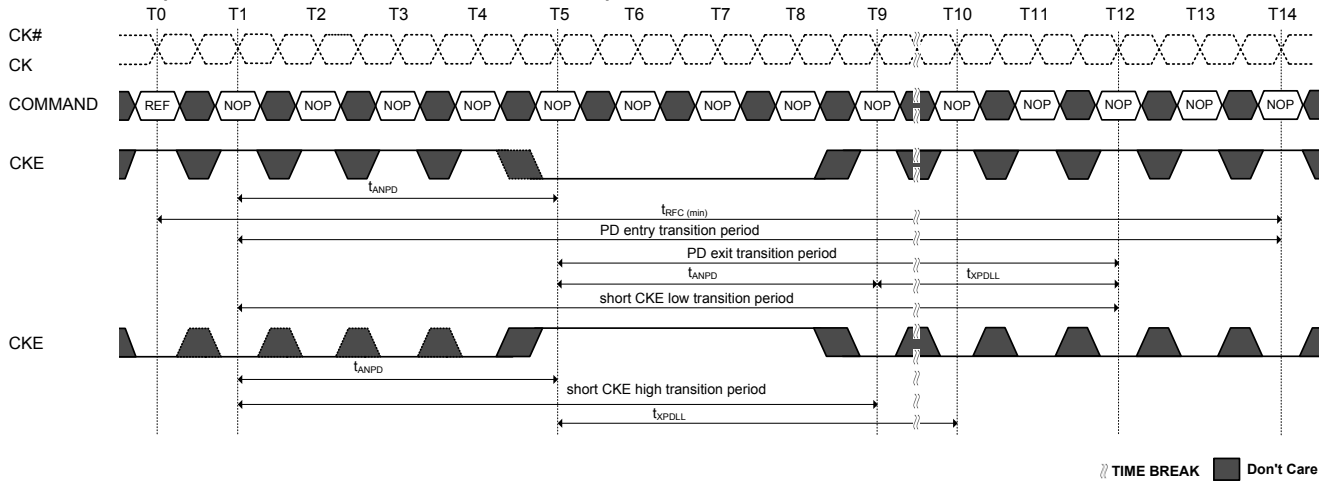 T0 T1 T2 T3 T4 T5 T6 T7 T8 T9 T10 T11 T12 T13 T14
CK#
CK
COMMAND REF NOP NOP NOP NOP NOP NOP NOP NOP NOP NOP NOP NOP NOP NOP
CKE
tANPD
tRFC (min)
PD entry transition period
PD exit transition period
tANPD tXPDLL
short CKE low transition period
CKE
tANPD
short CKE high transition period
tXPDLL
TIME BREAK Don't Care